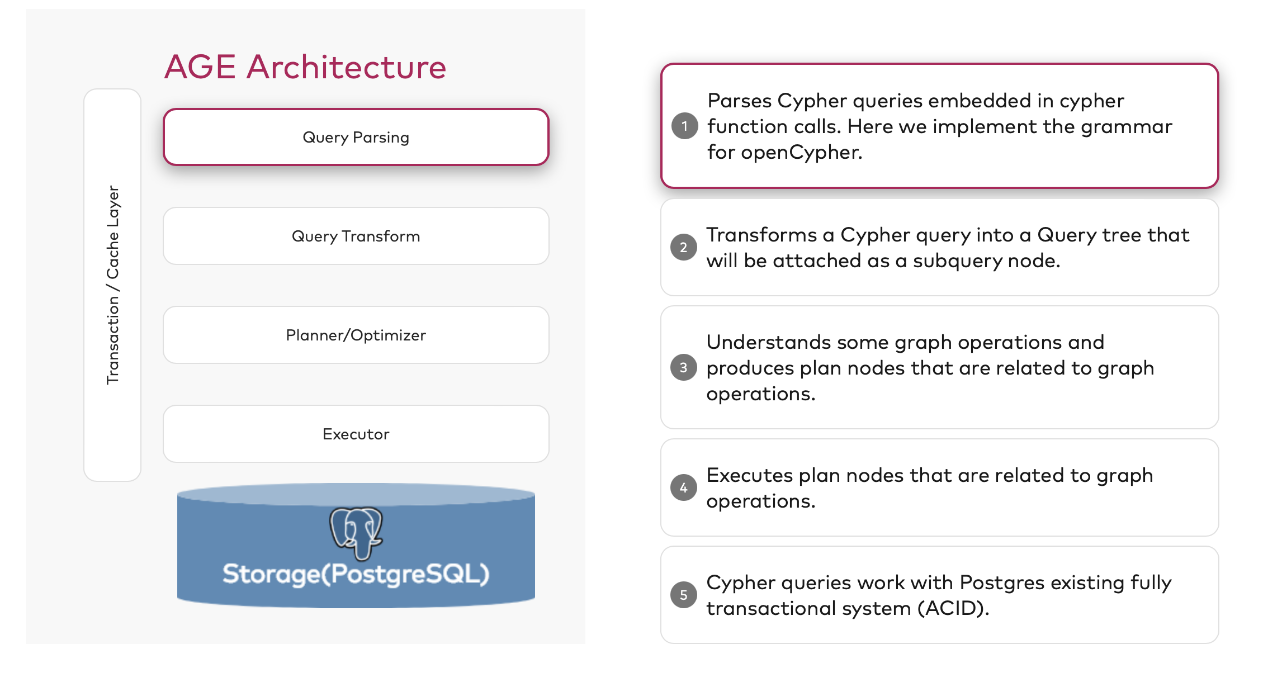 AGE Architecture
Transaction / Cache Layer
Query Parsing
Query Transform
Planner/Optimizer
Executor
Storage(PostgreSQL)
1
Parses Cypher queries embedded in cypher
function calls. Here we implement the grammar
for openCypher.
2
Transforms a Cypher query into a Query tree that
will be attached as a subquery node.
3
Understands some graph operations and
produces plan nodes that are related to graph
operations.
4
Executes plan nodes that are related to graph
operations.
5
Cypher queries work with Postgres existing fully
transactional system (ACID).